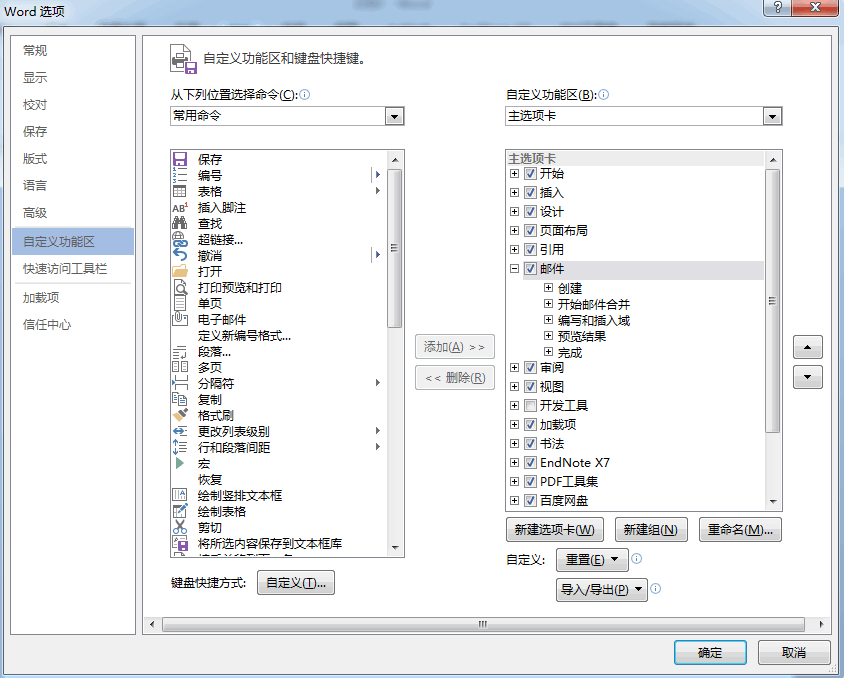 Word 选项
常规
显示
校对
保存
版式
语言
高级
自定义功能区
快速访问工具栏
加载项
信任中心
自定义功能区和键盘快捷键。
从下列位置选择命令(C):
常用命令
保存
编号
表格
插入脚注
查找
超链接...
撤消
打开
打印预览和打印
单页
电子邮件
定义新编号格式...
段落...
多页
分隔符
复制
格式刷
更改列表级别
行和段落间距
宏
恢复
绘制竖排文本框
绘制表格
剪切
将所选内容保存到文本框库
键盘快捷方式:
自定义(T)...
添加(A) >>
<< 删除(R)
自定义功能区(B):
主选项卡
主选项卡
开始
插入
设计
页面布局
引用
邮件
创建
开始邮件合并
编写和插入域
预览结果
完成
审阅
视图
开发工具
加载项
书法
EndNote X7
PDF工具集
百度网盘
新建选项卡(W)
新建组(N)
重命名(M)...
自定义:
重置(E)
导入/导出(P)
确定
取消